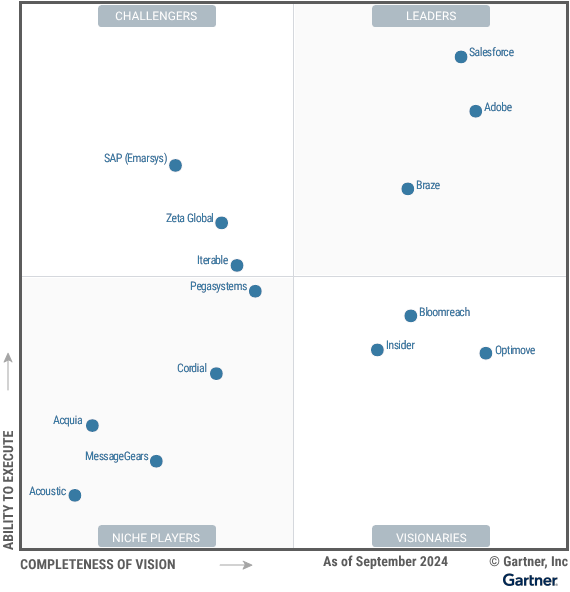 CHALLENGERS
LEADERS
Salesforce
Adobe
SAP (Emarsys)
Braze
Zeta Global
Iterable
Pegasystems
Bloomreach
Insider
Optimove
Cordial
Acquia
MessageGears
Acoustic
ABILITY TO EXECUTE
NICHE PLAYERS
VISIONARIES
COMPLETENESS OF VISION
As of September 2024
© Gartner, Inc
Gartner